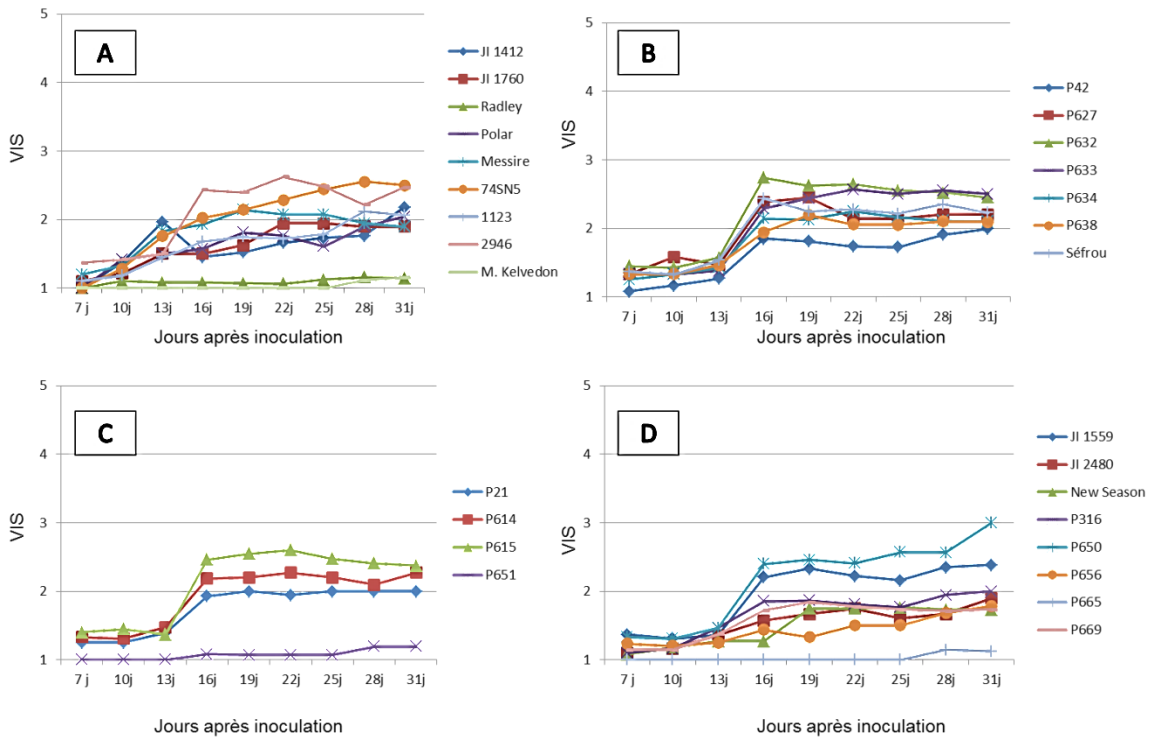 A
VIS
5
4
3
2
1
7 j 10j 13j 16j 19j 22j 25j 28j 31j
Jours après inoculation
JI 1412
JI 1760
Radley
Polar
Messire
74SN5
1123
2946
M. Kelvedon
B
VIS
5
4
3
2
1
7 j 10j 13j 16j 19j 22j 25j 28j 31j
Jours après inoculation
P42
P627
P632
P633
P634
P638
Séfrou
C
5
4
3
2
1
7 j 10j 13j 16j 19j 22j 25j 28j 31j
Jours après inoculation
P21
P614
P615
P651
D
VIS
5
4
3
2
1
7 j 10j 13j 16j 19j 22j 25j 28j 31j
Jours après inoculation
JI 1559
JI 2480
New Season
P316
P650
P656
P665
P669